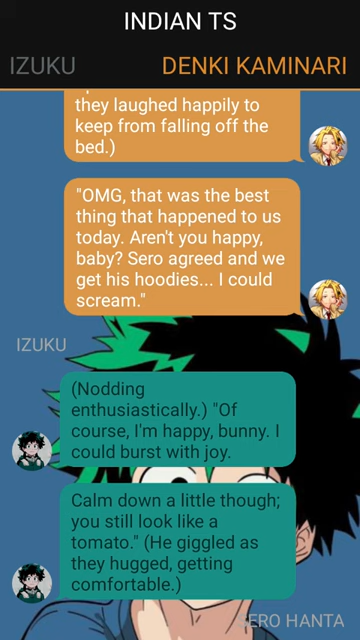 INDIAN TS
IZUKU
DENKI KAMINARI
they laughed happily to
keep from falling off the
bed.)
"OMG, that was the best
thing that happened to us
today. Aren't you happy,
baby? Sero agreed and we
get his hoodies... I could
scream."
IZUKU
(Nodding
enthusiastically.) "Of
course, I'm happy, bunny. I
could burst with joy.
Calm down a little though;
you still look like a
tomato." (He giggled as
they hugged, getting
comfortable.)
SERO HANTA